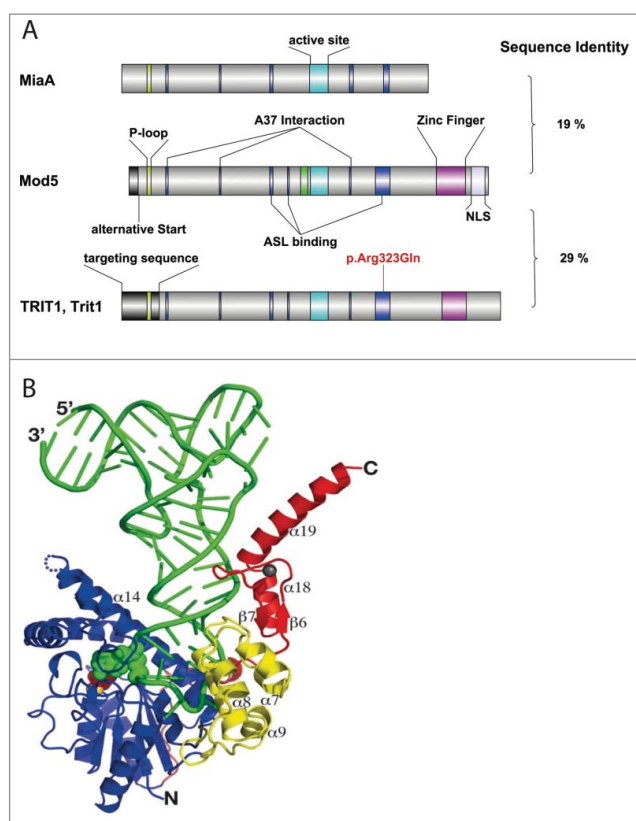 A
active site
Sequence Identity
MiaA
P-loop
A37 Interaction
Zinc Finger
19 %
Mod5
alternative Start
ASL binding
NLS
targeting sequence
p.Arg323Gln
29 %
TRIT1, Trit1
B
5’
3’
C
α19
α14
α18
β7
β6
α8
α7
α9
N